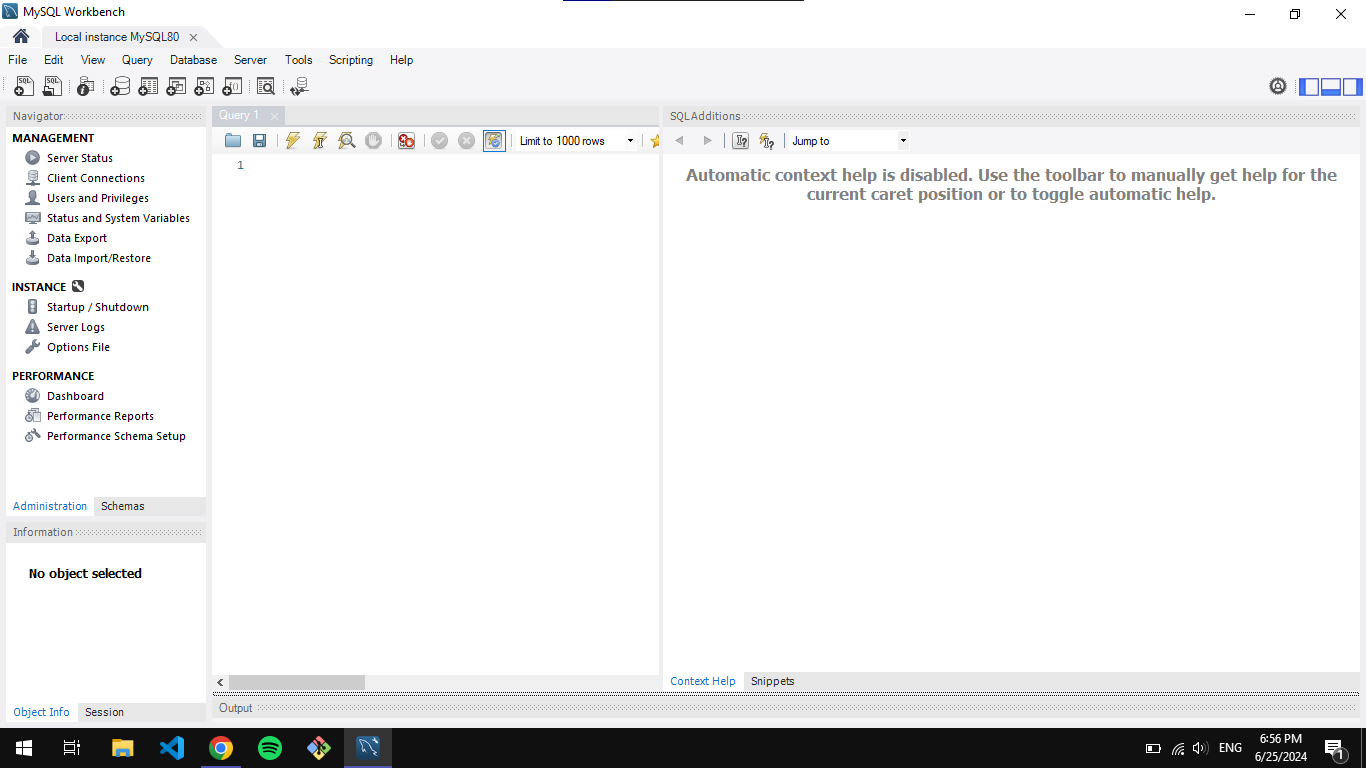 MySQL Workbench
Local instance MySQL80
File Edit View Query Database Server Tools Scripting Help
Navigator
MANAGEMENT
Server Status
Client Connections
Users and Privileges
Status and System Variables
Data Export
Data Import/Restore
INSTANCE
Startup / Shutdown
Server Logs
Options File
PERFORMANCE
Dashboard
Performance Reports
Performance Schema Setup
Administration Schemas
Information
No object selected
Object Info Session
Query 1
Limit to 1000 rows
1
SQLAdditions
Jump to
Automatic context help is disabled. Use the toolbar to manually get help for the
current caret position or to toggle automatic help.
Context Help Snippets
Output
ENG
6:56 PM
6/25/2024
1